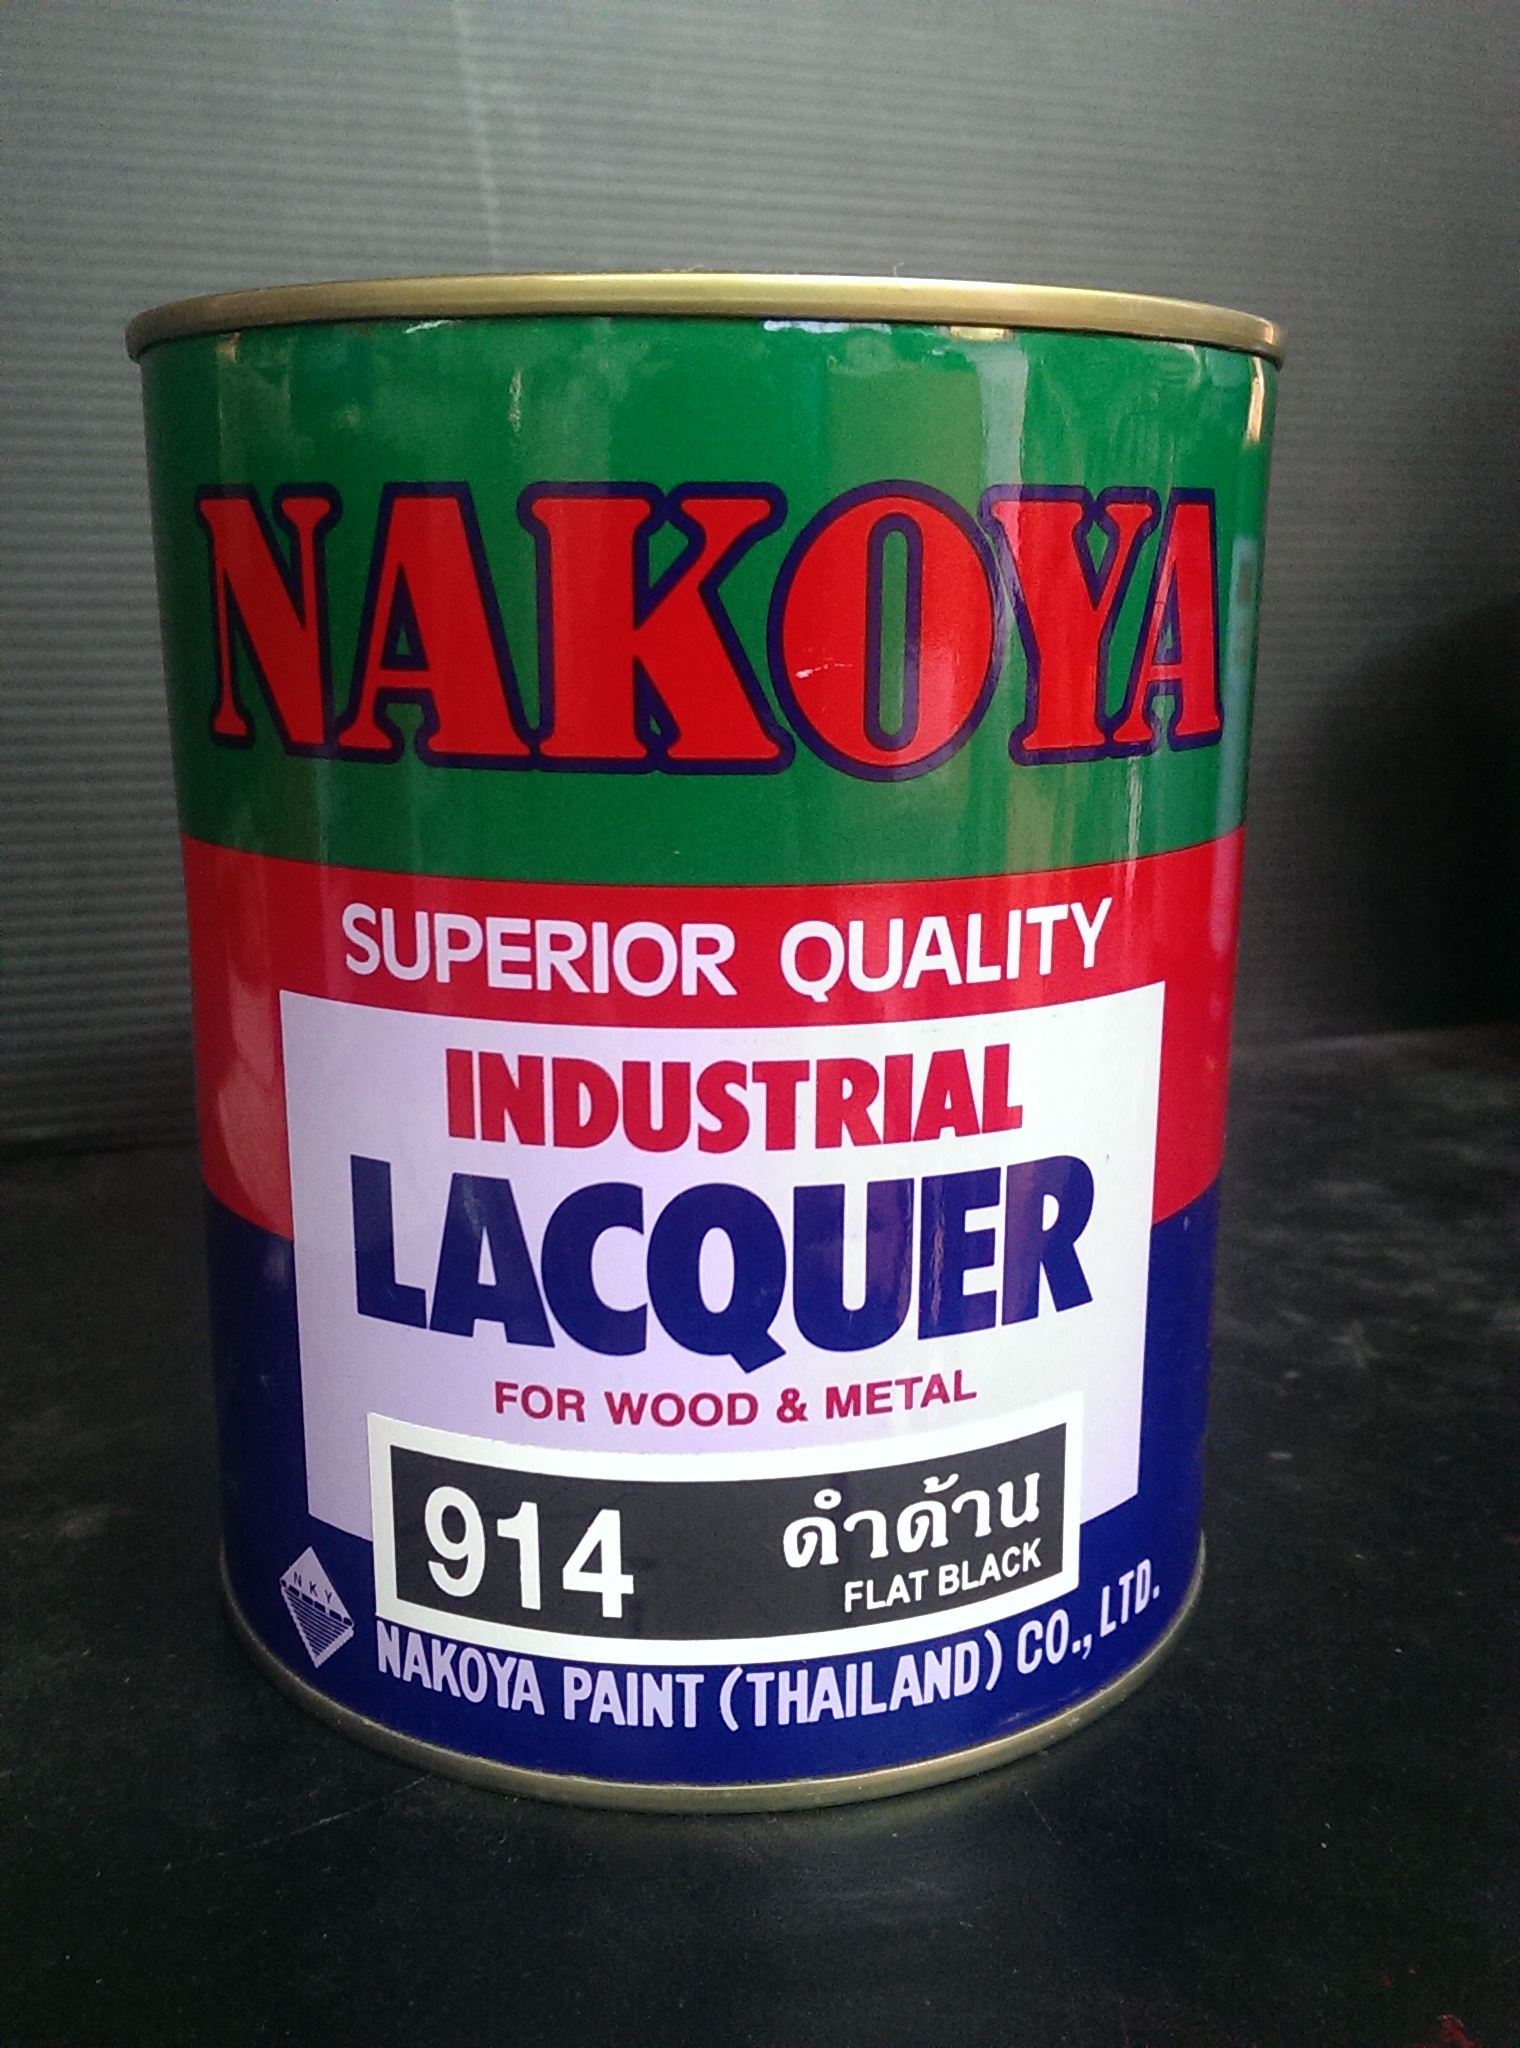 NAKOYA
SUPERIOR QUALITY
INDUSTRIAL
LACQUER
FOR WOOD & METAL
914 ดำด้าน
FLAT BLACK
NKY
NAKOYA PAINT (THAILAND) CO., LTD.